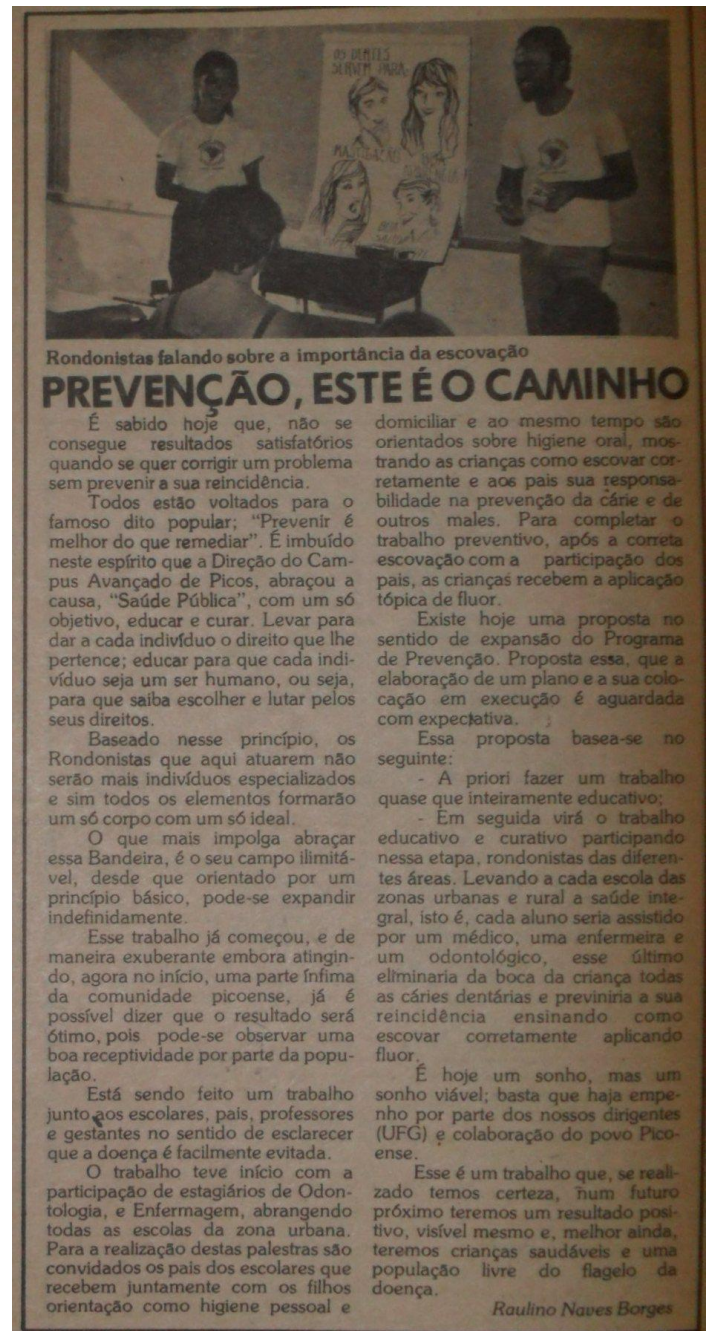 OS DENTES
SERVEM PARA:
MASTIGAÇÃO
Rondonistas falando sobre a importância da escovação
PREVENÇÃO, ESTE É O CAMINHO
É sabido hoje que, não se
consegue resultados satisfatórios
quando se quer corrigir um problema
sem prevenir a sua reincidência.
Todos estão voltados para o
famoso dito popular; “Prevenir é
melhor do que remediar”. É imbuído
neste espírito que a Direção do Cam-
pus Avançado de Picos, abraçou a
causa, “Saúde Pública”, com um só
objetivo, educar e curar. Levar para
dar a cada indivíduo o direito que lhe
pertence; educar para que cada indi-
víduo seja um ser humano, ou seja,
para que saiba escolher e lutar pelos
seus direitos.
Baseado nesse princípio, os
Rondonistas que aqui atuarem não
serão mais indivíduos especializados
e sim todos os elementos formarão
um só corpo com um só ideal.
O que mais impolga abraçar
essa Bandeira, é o seu campo ilimitá-
vel, desde que orientado por um
princípio básico, pode-se expandir
indefinidamente.
Esse trabalho já começou, e de
maneira exuberante embora atingin-
do, agora no início, uma parte ínfima
da comunidade picoense, já é
possível dizer que o resultado será
ótimo, pois pode-se observar uma
boa receptividade por parte da popu-
lação.
Está sendo feito um trabalho
junto aos escolares, pais, professores
e gestantes no sentido de esclarecer
que a doença é facilmente evitada.
O trabalho teve início com a
participação de estagiários de Odon-
tologia, e Enfermagem, abrangendo
todas as escolas da zona urbana.
Para a realização destas palestras são
convidados os pais dos escolares que
recebem juntamente com os filhos
orientação como higiene pessoal e
domiciliar e ao mesmo tempo são
orientados sobre higiene oral, mos-
trando as crianças como escovar cor-
retamente e aos pais sua responsa-
bilidade na prevenção da cárie e de
outros males. Para completar o
trabalho preventivo, após a correta
escovação com a participação dos
pais, as crianças recebem a aplicação
tópica de fluor.
Existe hoje uma proposta no
sentido de expansão do Programa
de Prevenção. Proposta essa, que a
elaboração de um plano e a sua colo-
cação em execução é aguardada
com expectativa.
Essa proposta basea-se no
seguinte:
- A priori fazer um trabalho
quase que inteiramente educativo;
- Em seguida virá o trabalho
educativo e curativo participando
nessa etapa, rondonistas das diferen-
tes áreas. Levando a cada escola das
zonas urbanas e rural a saúde inte-
gral, isto é, cada aluno seria assistido
por um médico, uma enfermeira e
um odontológico, esse último
eliminaria da boca da criança todas
as cáries dentárias e previniria a sua
reincidência ensinando como
escovar corretamente aplicando
fluor.
É hoje um sonho, mas um
sonho viável; basta que haja empe-
nho por parte dos nossos dirigentes
(UFG) e colaboração do povo Pico-
ense.
Esse é um trabalho que, se reali-
zado temos certeza, num futuro
próximo teremos um resultado posi-
tivo, visível mesmo e, melhor ainda,
teremos crianças saudáveis e uma
população livre do flagelo da
doença.
Raulino Naves Borges